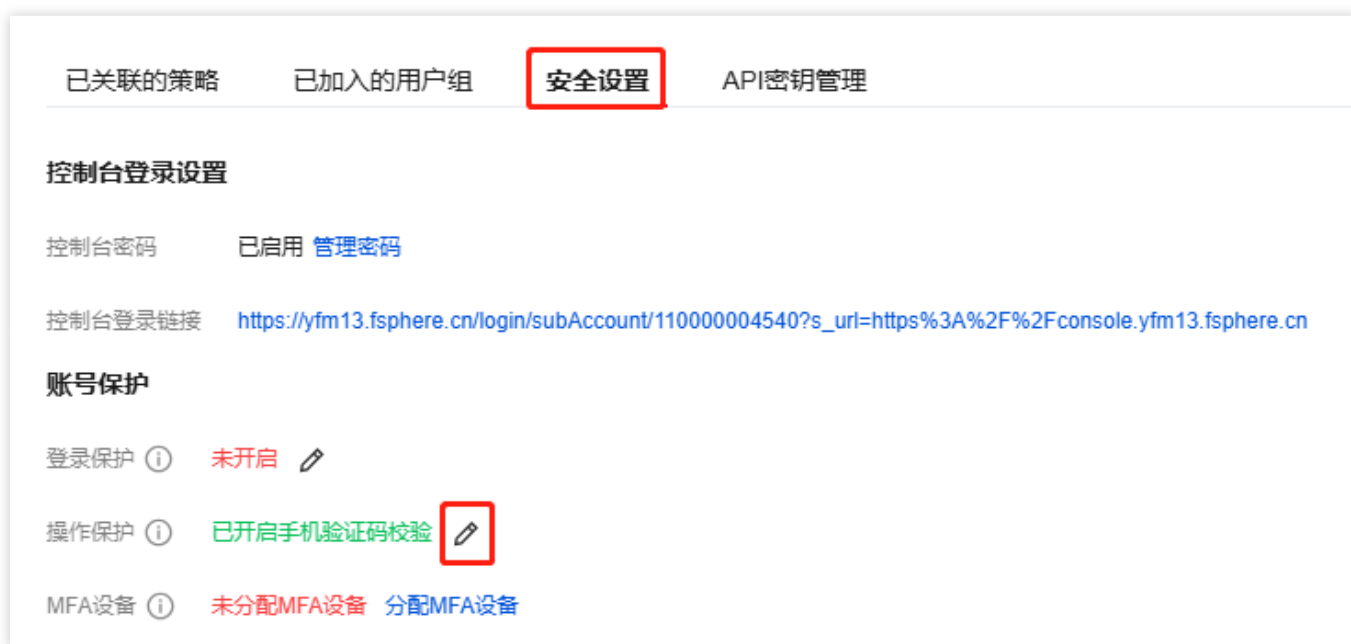 已关联的策略 已加入的用户组 安全设置 API密钥管理
控制台登录设置
控制台密码 已启用 管理密码
控制台登录链接 https://yfm13.fsphere.cn/login/subAccount/110000004540?s_url=https%3A%2F%2Fconsole.yfm13.fsphere.cn
账号保护
登录保护 未开启
操作保护 已开启手机验证码校验
MFA设备 未分配MFA设备 分配MFA设备